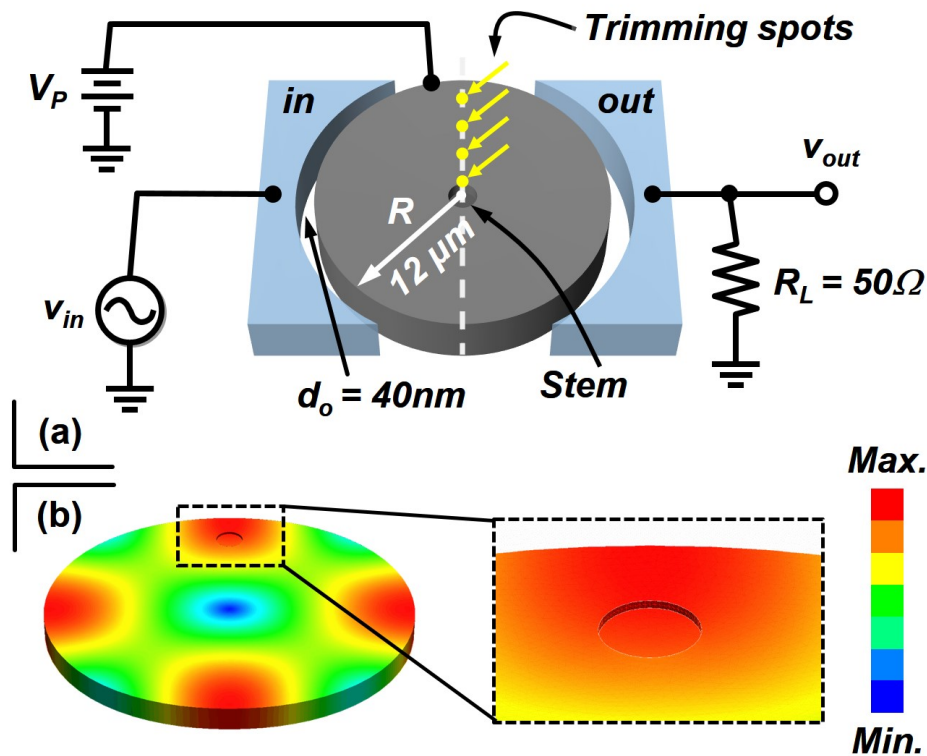 Trimming spots
V_P
in
out
v_out
R
12 μm
v_in
R_L = 50Ω
d_o = 40nm
Stem
(a)
(b)
Max.
Min.